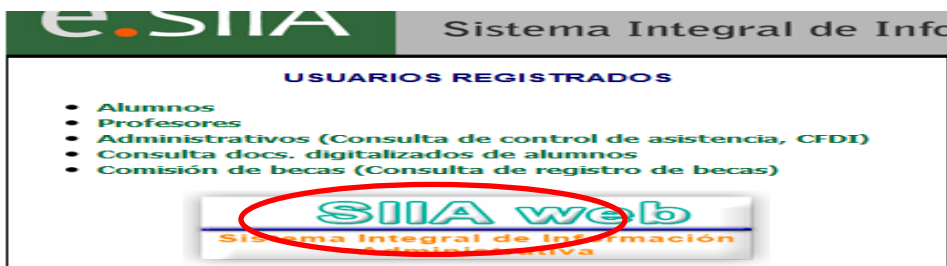 e.SIIA Sistema Integral de Info
USUARIOS REGISTRADOS
• Alumnos
• Profesores
• Administrativos (Consulta de control de asistencia, CFDI)
• Consulta docs. digitalizados de alumnos
• Comisión de becas (Consulta de registro de becas)
SIIA web
Sistema Integral de Información
Administrativa